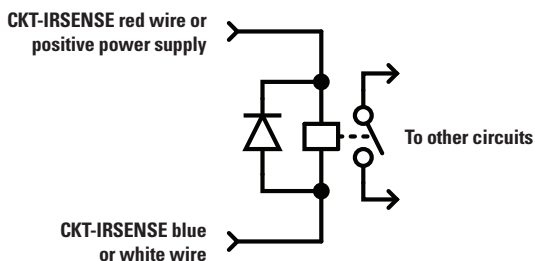 CKT-IRSENSE red wire or
positive power supply
To other circuits
CKT-IRSENSE blue
or white wire